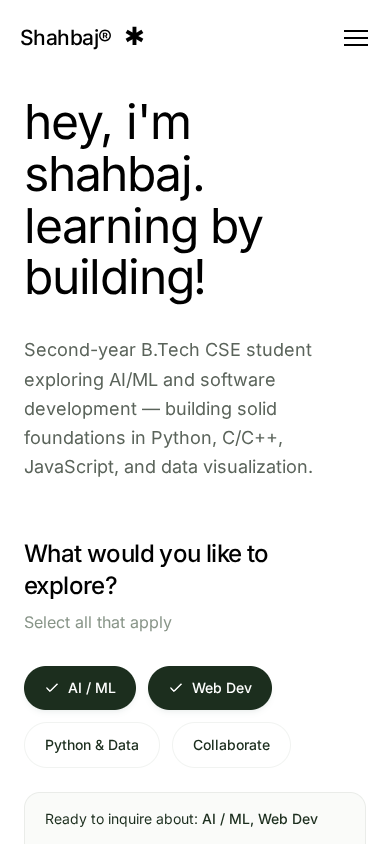 Shahbaj® ✱
hey, i'm
shahbaj.
learning by
building!
Second-year B.Tech CSE student
exploring AI/ML and software
development — building solid
foundations in Python, C/C++,
JavaScript, and data visualization.
What would you like to
explore?
Select all that apply
✓ AI / ML
✓ Web Dev
Python & Data
Collaborate
Ready to inquire about: AI / ML, Web Dev